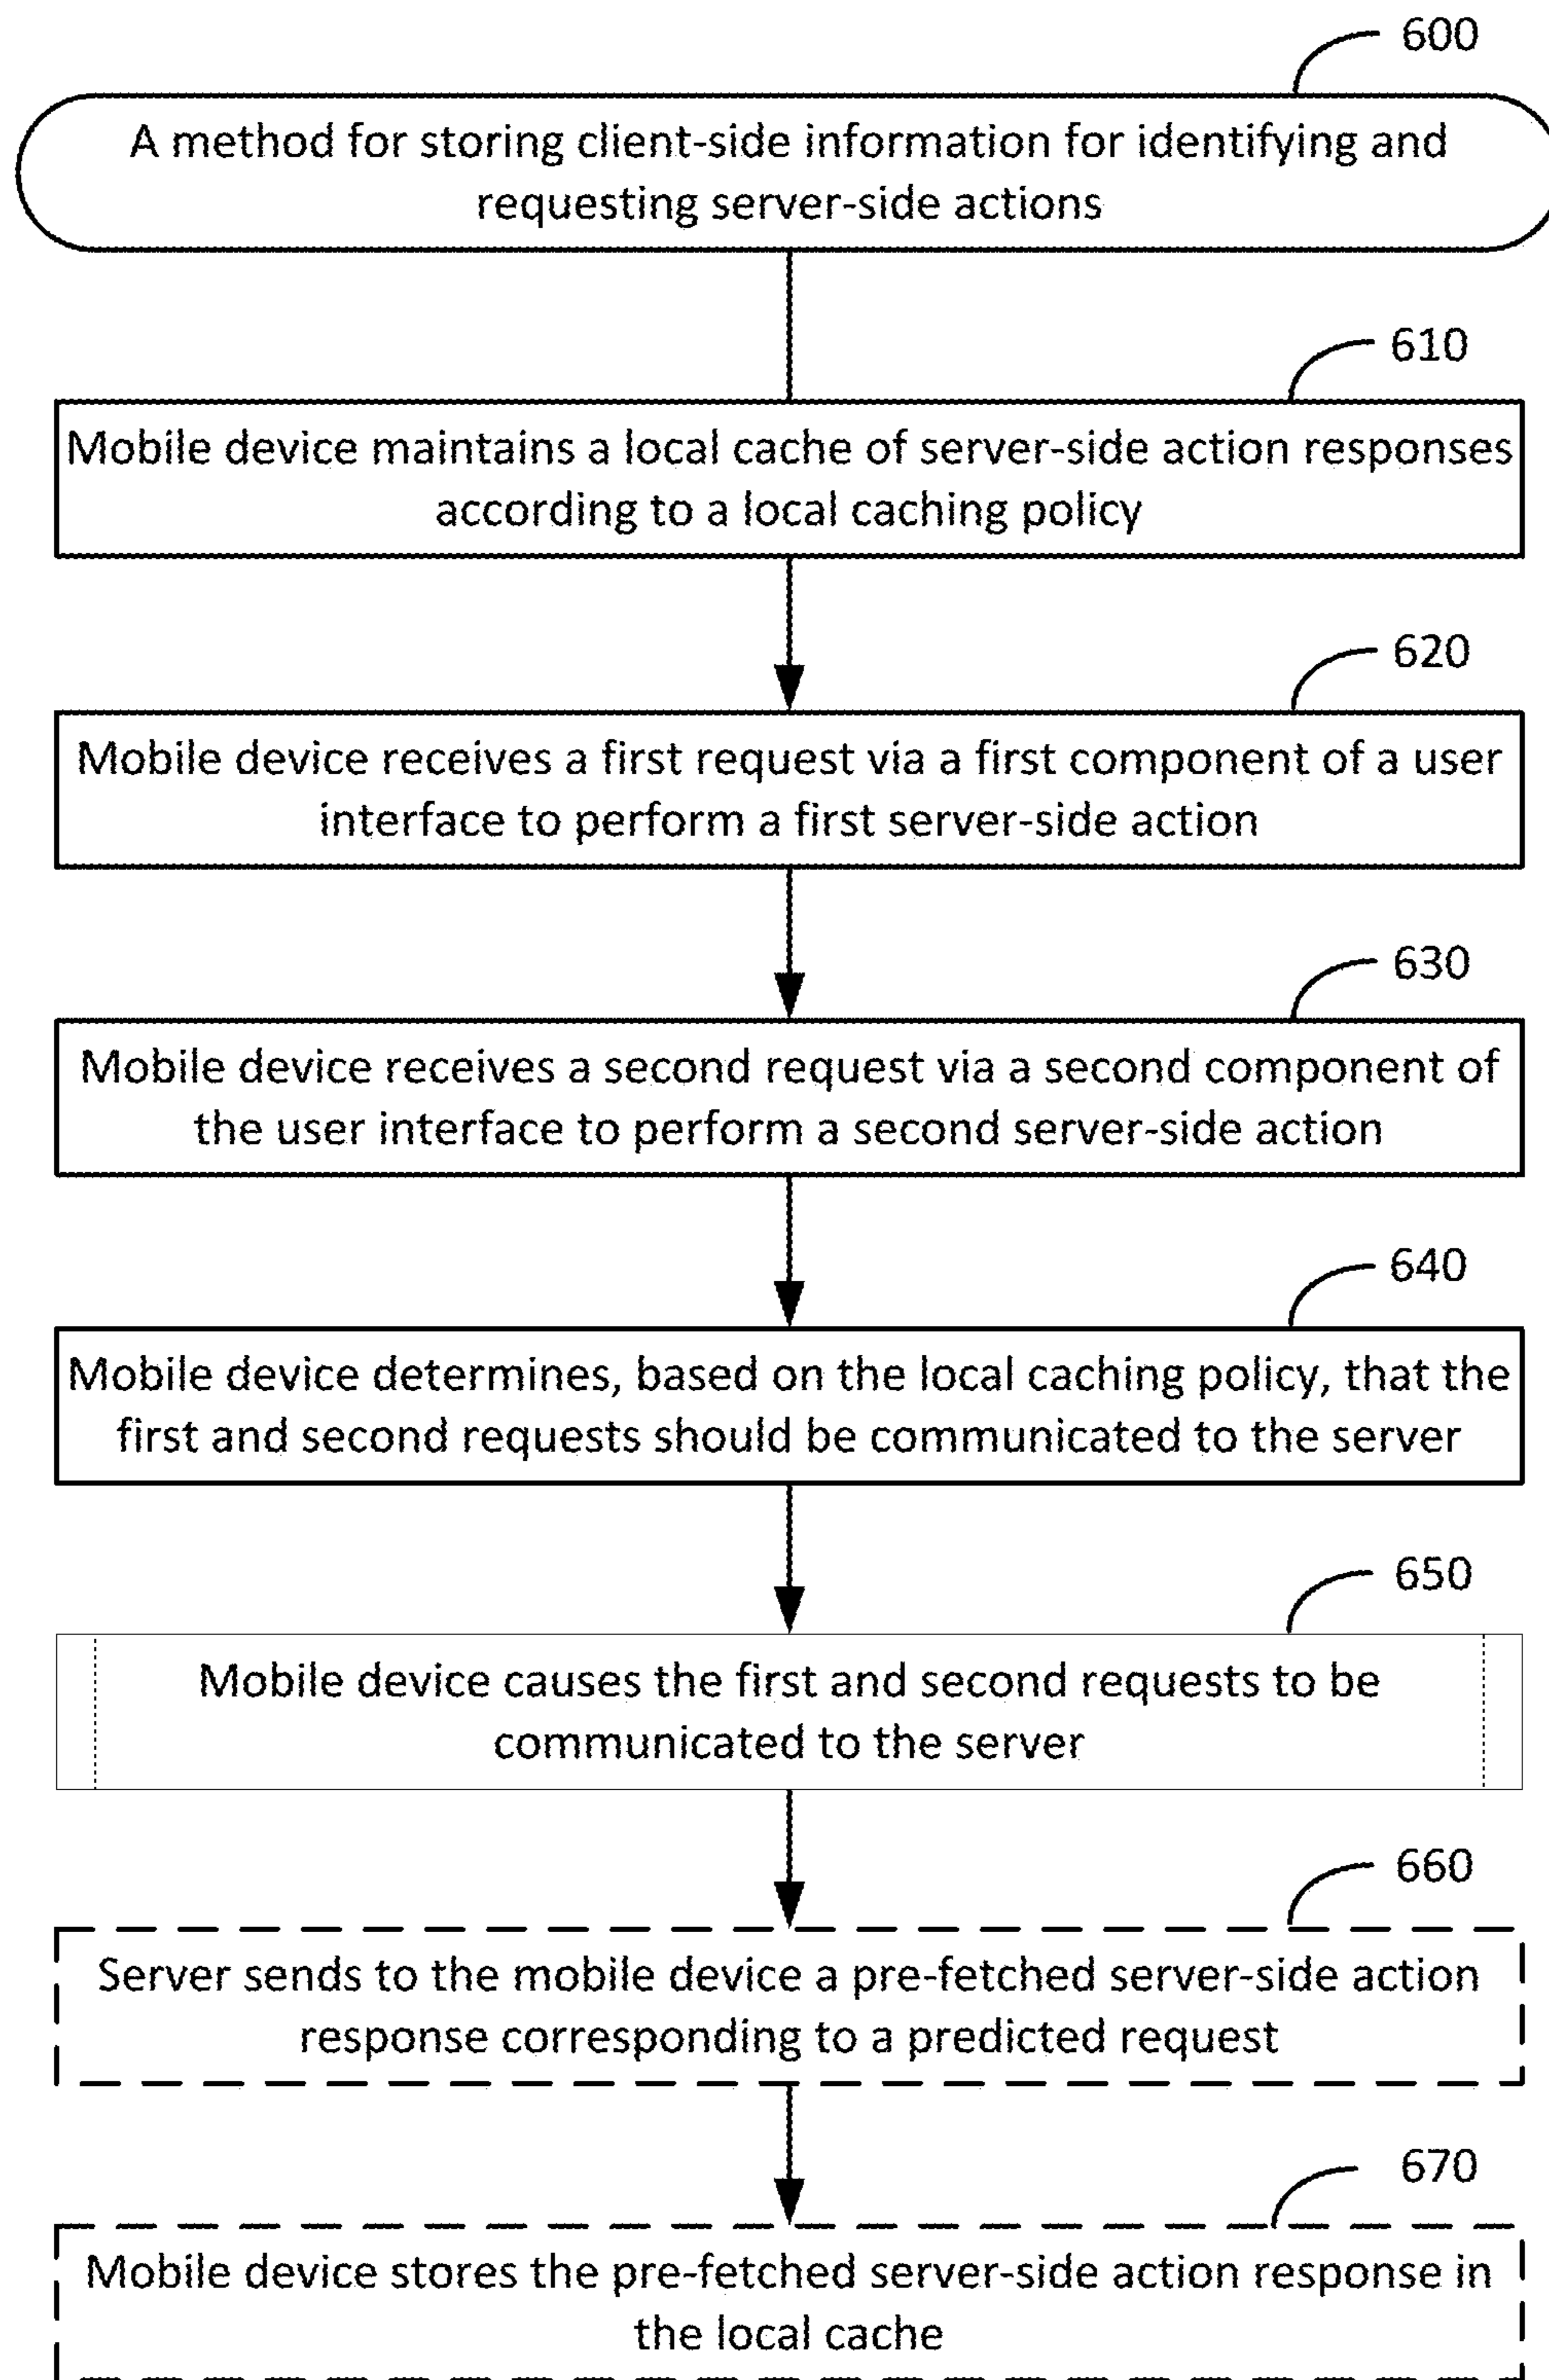 600
A method for storing client-side information for identifying and
requesting server-side actions
610
Mobile device maintains a local cache of server-side action responses
according to a local caching policy
620
Mobile device receives a first request via a first component of a user
interface to perform a first server-side action
630
Mobile device receives a second request via a second component of
the user interface to perform a second server-side action
640
Mobile device determines, based on the local caching policy, that the
first and second requests should be communicated to the server
650
Mobile device causes the first and second requests to be
communicated to the server
660
Server sends to the mobile device a pre-fetched server-side action
response corresponding to a predicted request
670
Mobile device stores the pre-fetched server-side action response in
the local cache